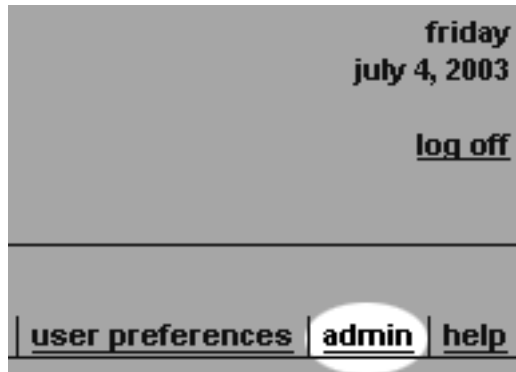 friday
july 4, 2003
log off
user preferences | admin | help